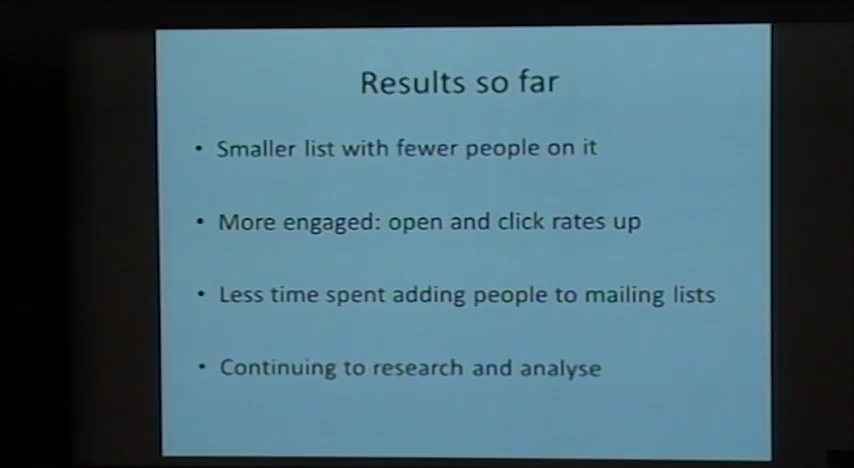 Results so far
• Smaller list with fewer people on it
• More engaged: open and click rates up
• Less time spent adding people to mailing lists
• Continuing to research and analyse